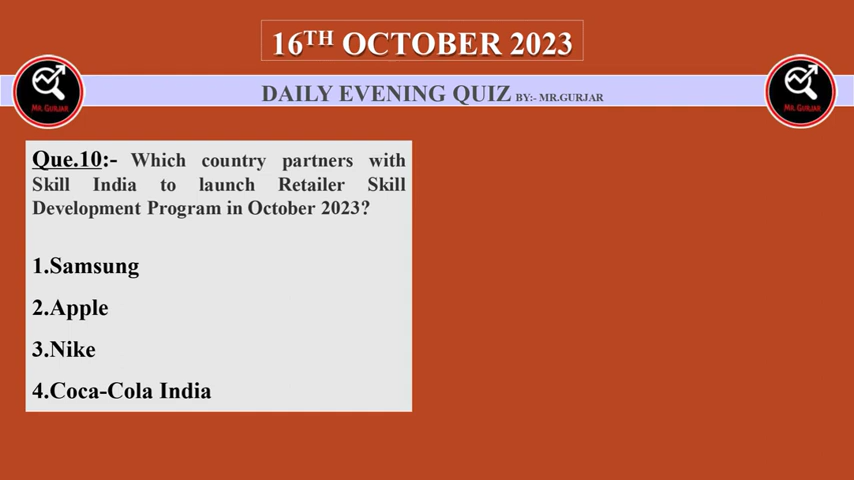 16TH OCTOBER 2023
DAILY EVENING QUIZ BY:- MR.GURJAR
MR. GURJAR
MR. GURJAR
Que.10:- Which country partners with
Skill India to launch Retailer Skill
Development Program in October 2023?
1.Samsung
2.Apple
3.Nike
4.Coca-Cola India